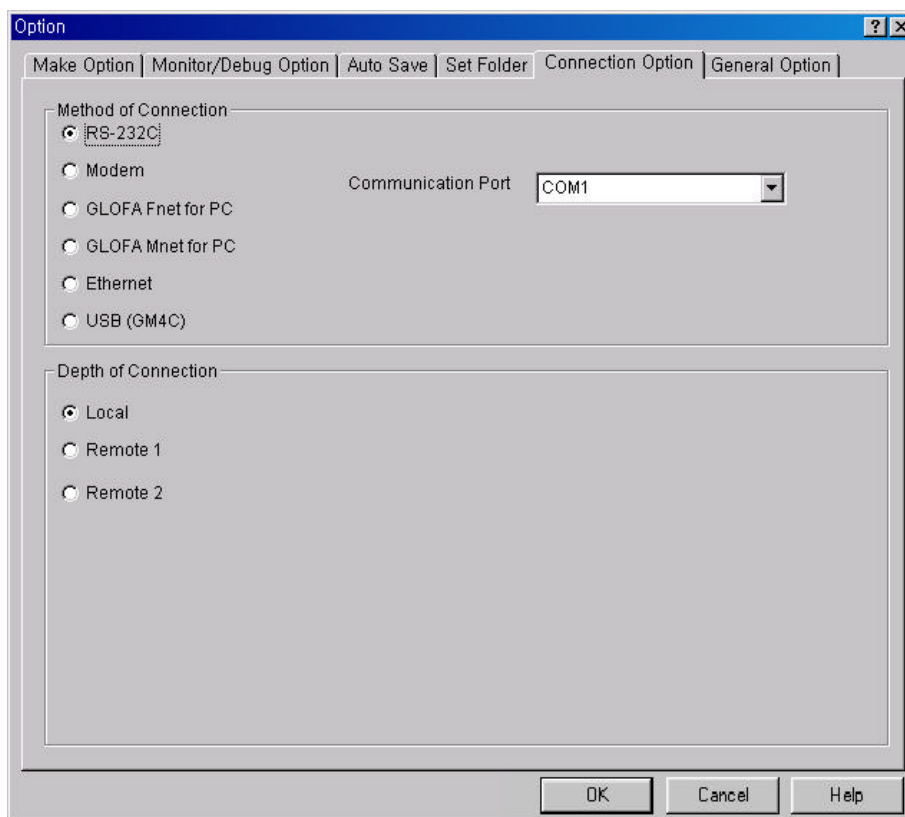 Option
Make Option Monitor/Debug Option Auto Save Set Folder Connection Option General Option
Method of Connection
RS-232C
Modem
Communication Port COM1
GLOFA Fnet for PC
GLOFA Mnet for PC
Ethernet
USB (GM4C)
Depth of Connection
Local
Remote 1
Remote 2
OK Cancel Help